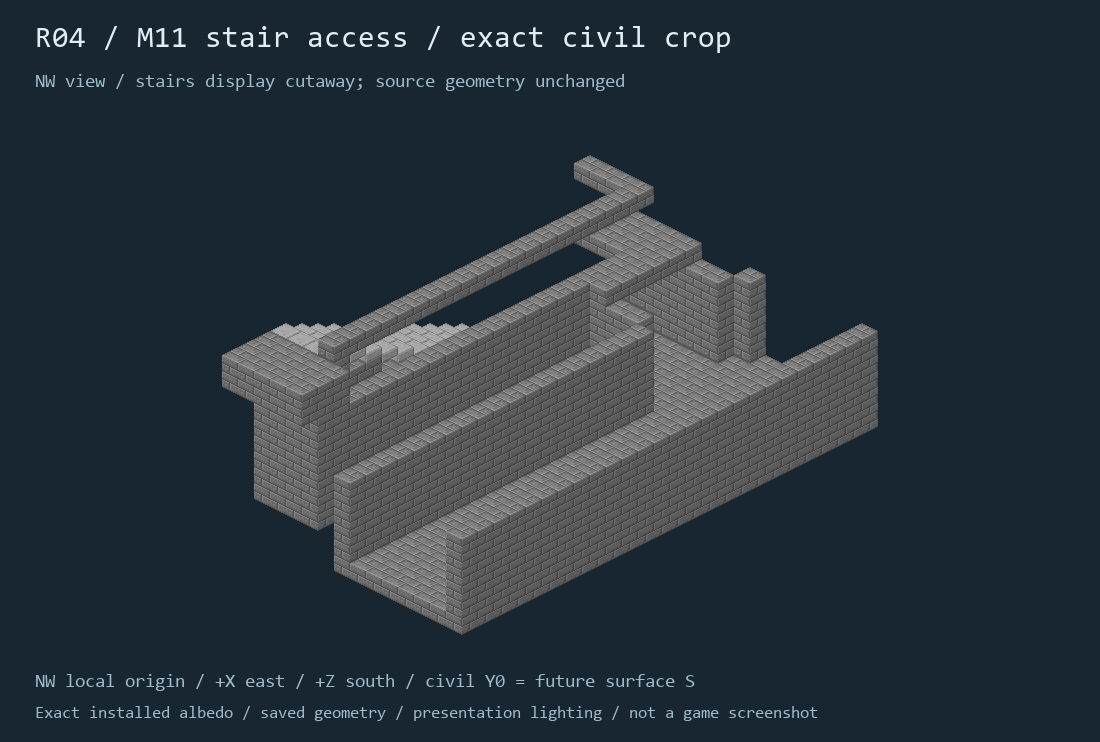 R04 / M11 stair access / exact civil crop
NW view / stairs display cutaway; source geometry unchanged
NW local origin / +X east / +Z south / civil Y0 = future surface S
Exact installed albedo / saved geometry / presentation lighting / not a game screenshot